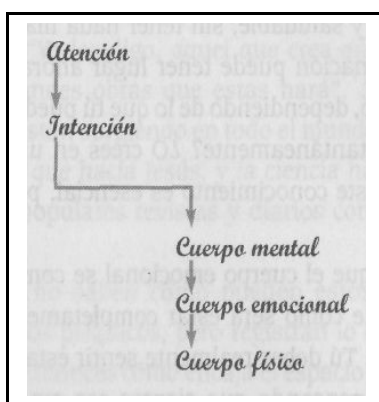 Atención
Intención
Cuerpo mental
Cuerpo emocional
Cuerpo físico